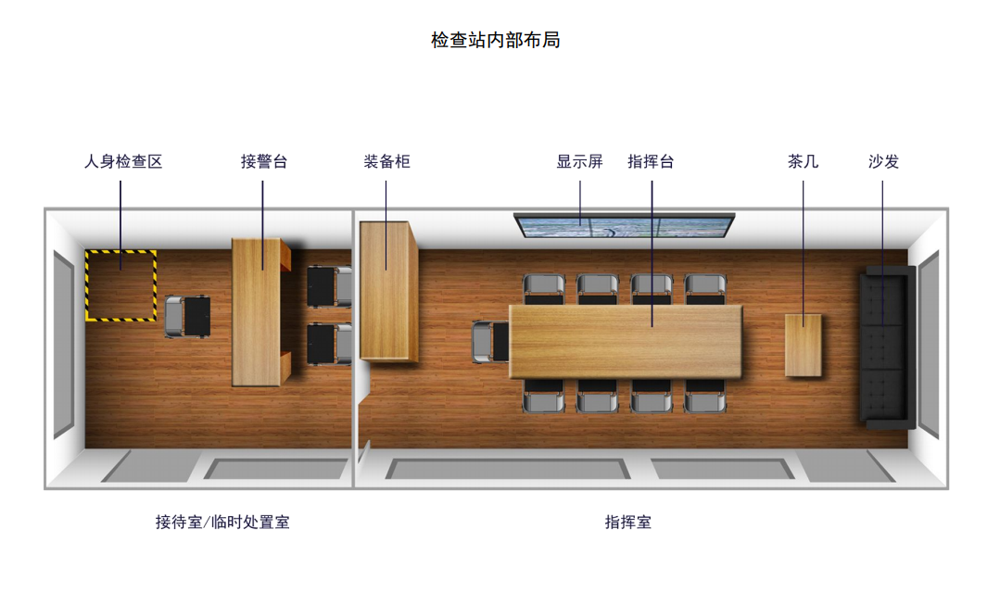 检查站内部布局
人身检查区
接警台
装备柜
显示屏
指挥台
茶几
沙发
接待室/临时处置室
指挥室